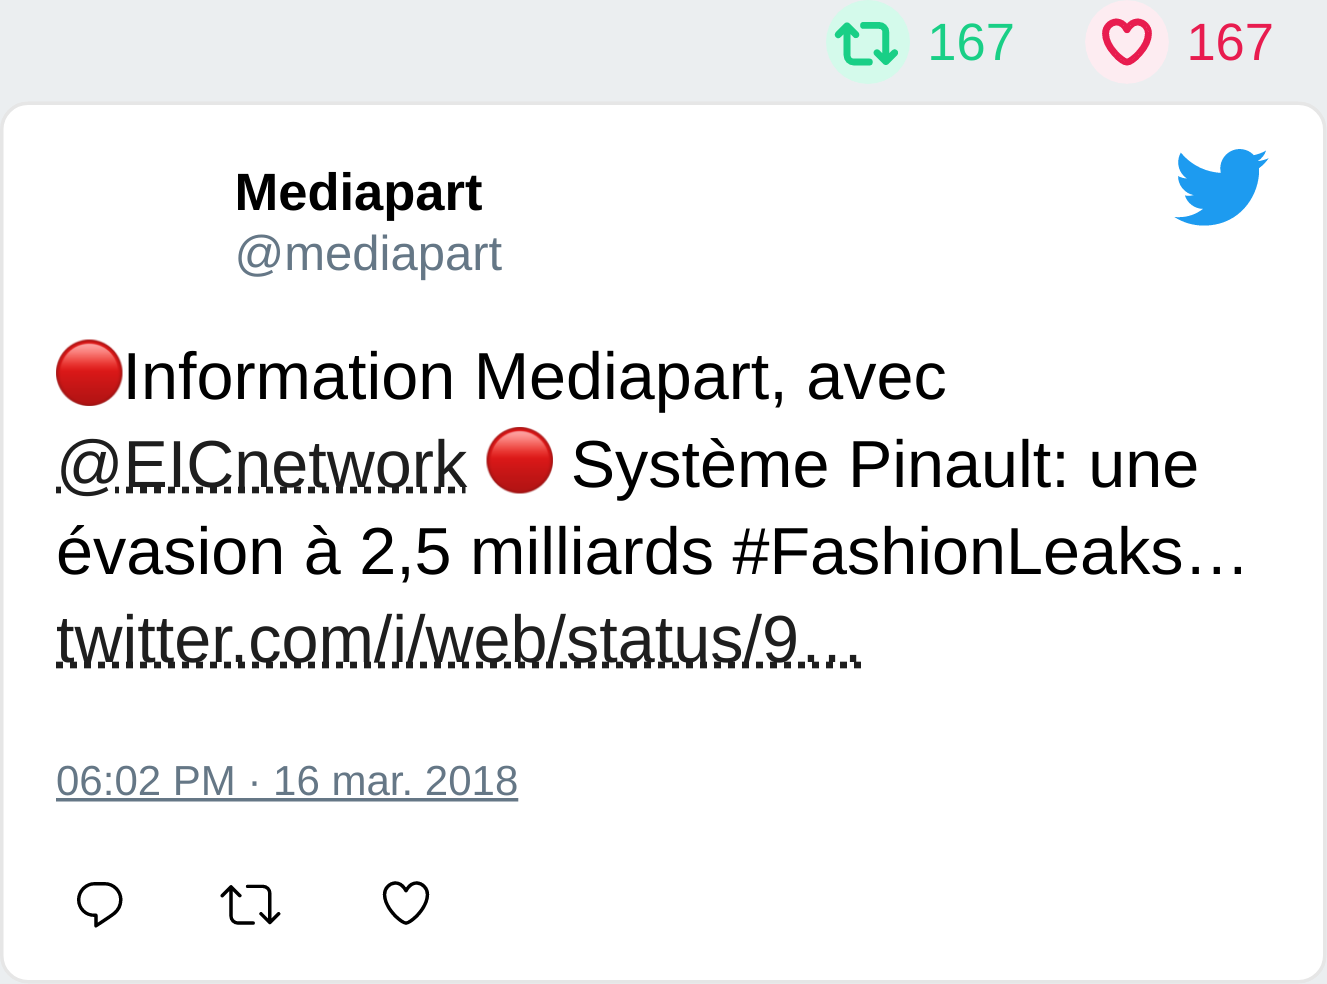 167 167
Mediapart
@mediapart
🔴Information Mediapart, avec
@EICnetwork 🔴 Système Pinault: une
évasion à 2,5 milliards #FashionLeaks…
twitter.com/i/web/status/9…
06:02 PM · 16 mar. 2018